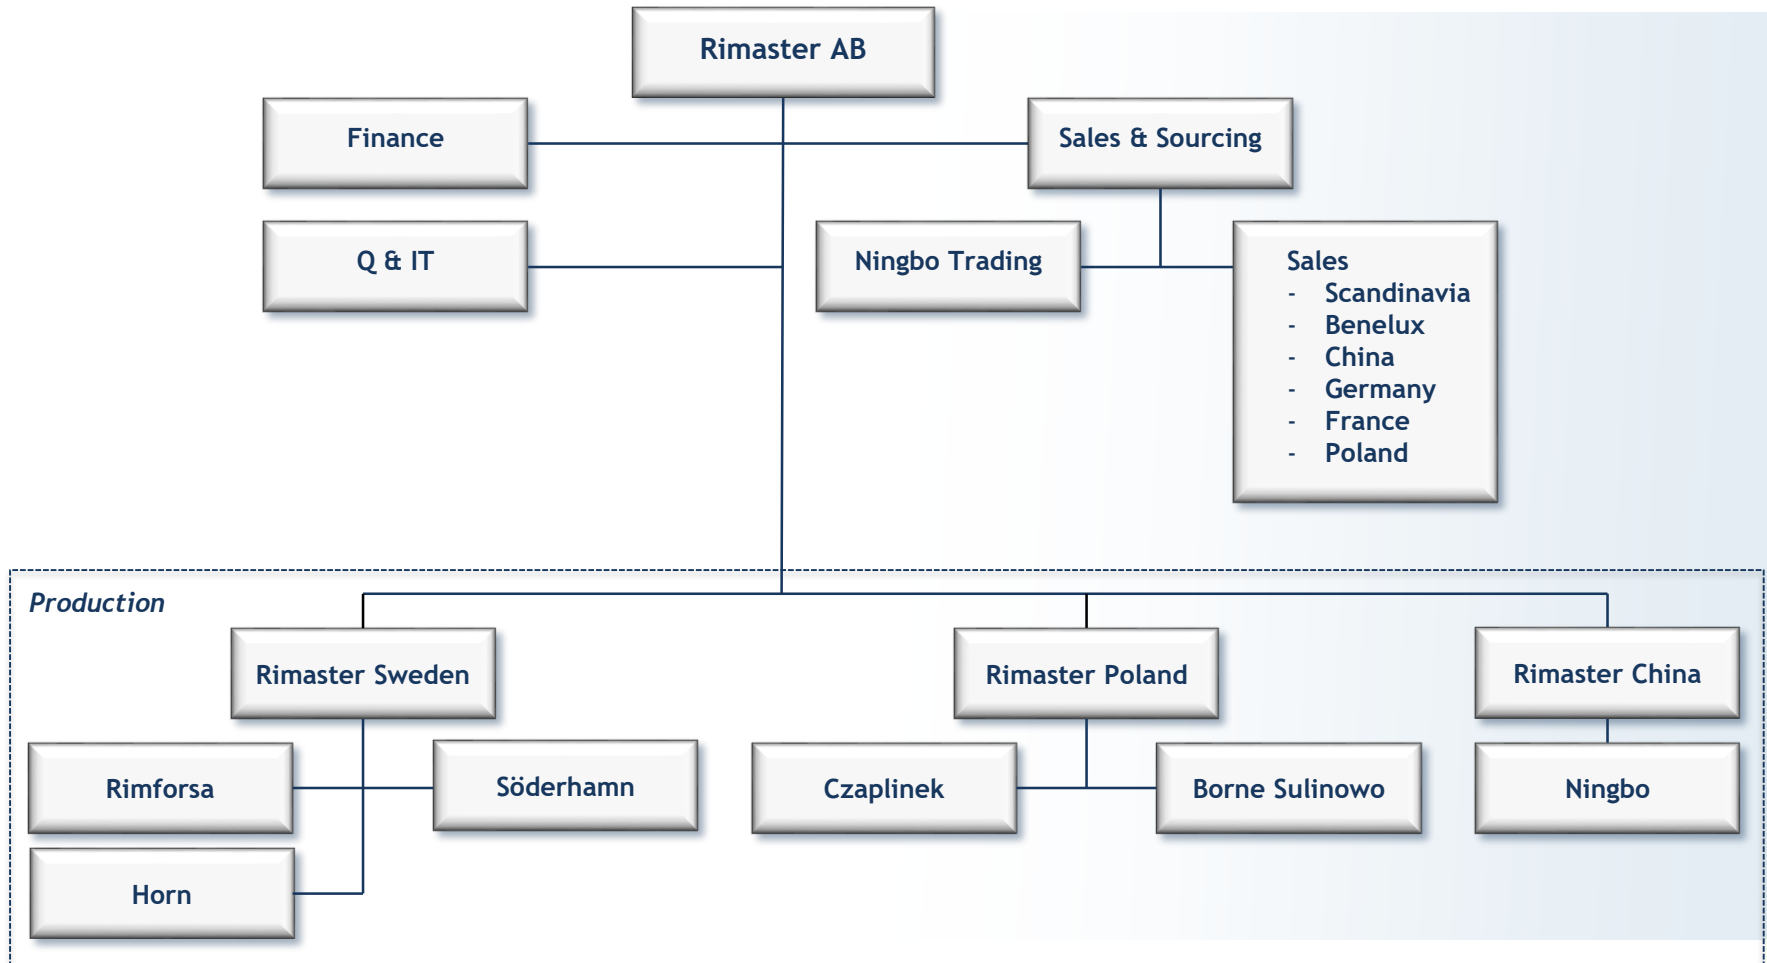 Rimaster AB
Finance
Sales & Sourcing
Q & IT
Ningbo Trading
Sales
- Scandinavia
- Benelux
- China
- Germany
- France
- Poland
Production
Rimaster Sweden
Rimaster Poland
Rimaster China
Rimforsa
Söderhamn
Czaplinek
Borne Sulinowo
Ningbo
Horn